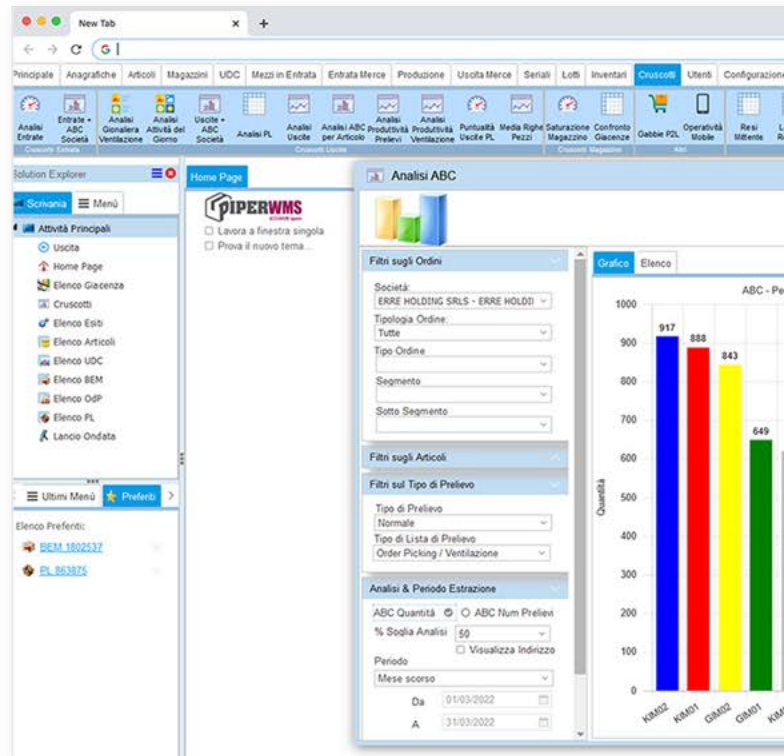 New Tab
G
Principale Anagrafiche Articoli Magazzini UDC Mezzi in Entrata Entrata Merce Produzione Uscita Merce Seriali Lotti Inventari Cruscotti Utenti Configurazione
Analisi Entrate
Entrate - ABC Società
Analisi Giornaliera Ventilazione
Analisi Attività del Giorno
Uscite - ABC Società
Analisi PL
Analisi Uscite
Analisi ABC per Articolo
Analisi Produttività Prelievi
Analisi Produttività Ventilazione
Puntualità Uscite PL
Media Righe Pezzi
Saturazione Magazzino
Confronto Giacenze
Gabbie P2L
Operatività Mobile
Resi Mittente
Cruscotti Entrata
Cruscotti Uscite
Cruscotti Magazzino
Altri
Solution Explorer
Scrivania
Menù
Attività Principali
Uscita
Home Page
Elenco Giacenza
Cruscotti
Elenco Esiti
Elenco Articoli
Elenco UDC
Elenco BEM
Elenco OdP
Elenco PL
Lancio Ondata
Ultimi Menù
Preferiti
Elenco Preferiti:
BEM 1802537
PL 863875
Home Page
PIPERWMS
Lavora a finestra singola
Prova il nuovo tema...
Analisi ABC
Filtri sugli Ordini
Società:
ERRE HOLDING SRLS - ERRE HOLDI
Tipologia Ordine:
Tutte
Tipo Ordine
Segmento
Sotto Segmento
Filtri sugli Articoli
Filtri sul Tipo di Prelievo
Tipo di Prelievo
Normale
Tipo di Lista di Prelievo
Order Picking / Ventilazione
Analisi & Periodo Estrazione
ABC Quantità
ABC Num Prelievi
% Soglia Analisi 50
Visualizza Indirizzo
Periodo
Mese scorso
Da 01/03/2022
A 31/03/2022
Grafico Elenco
ABC - Pe
Quantità
1000
900
800
700
600
500
400
300
200
100
0
917
888
843
649
KIM02
KIM01
GIM02
GIM01